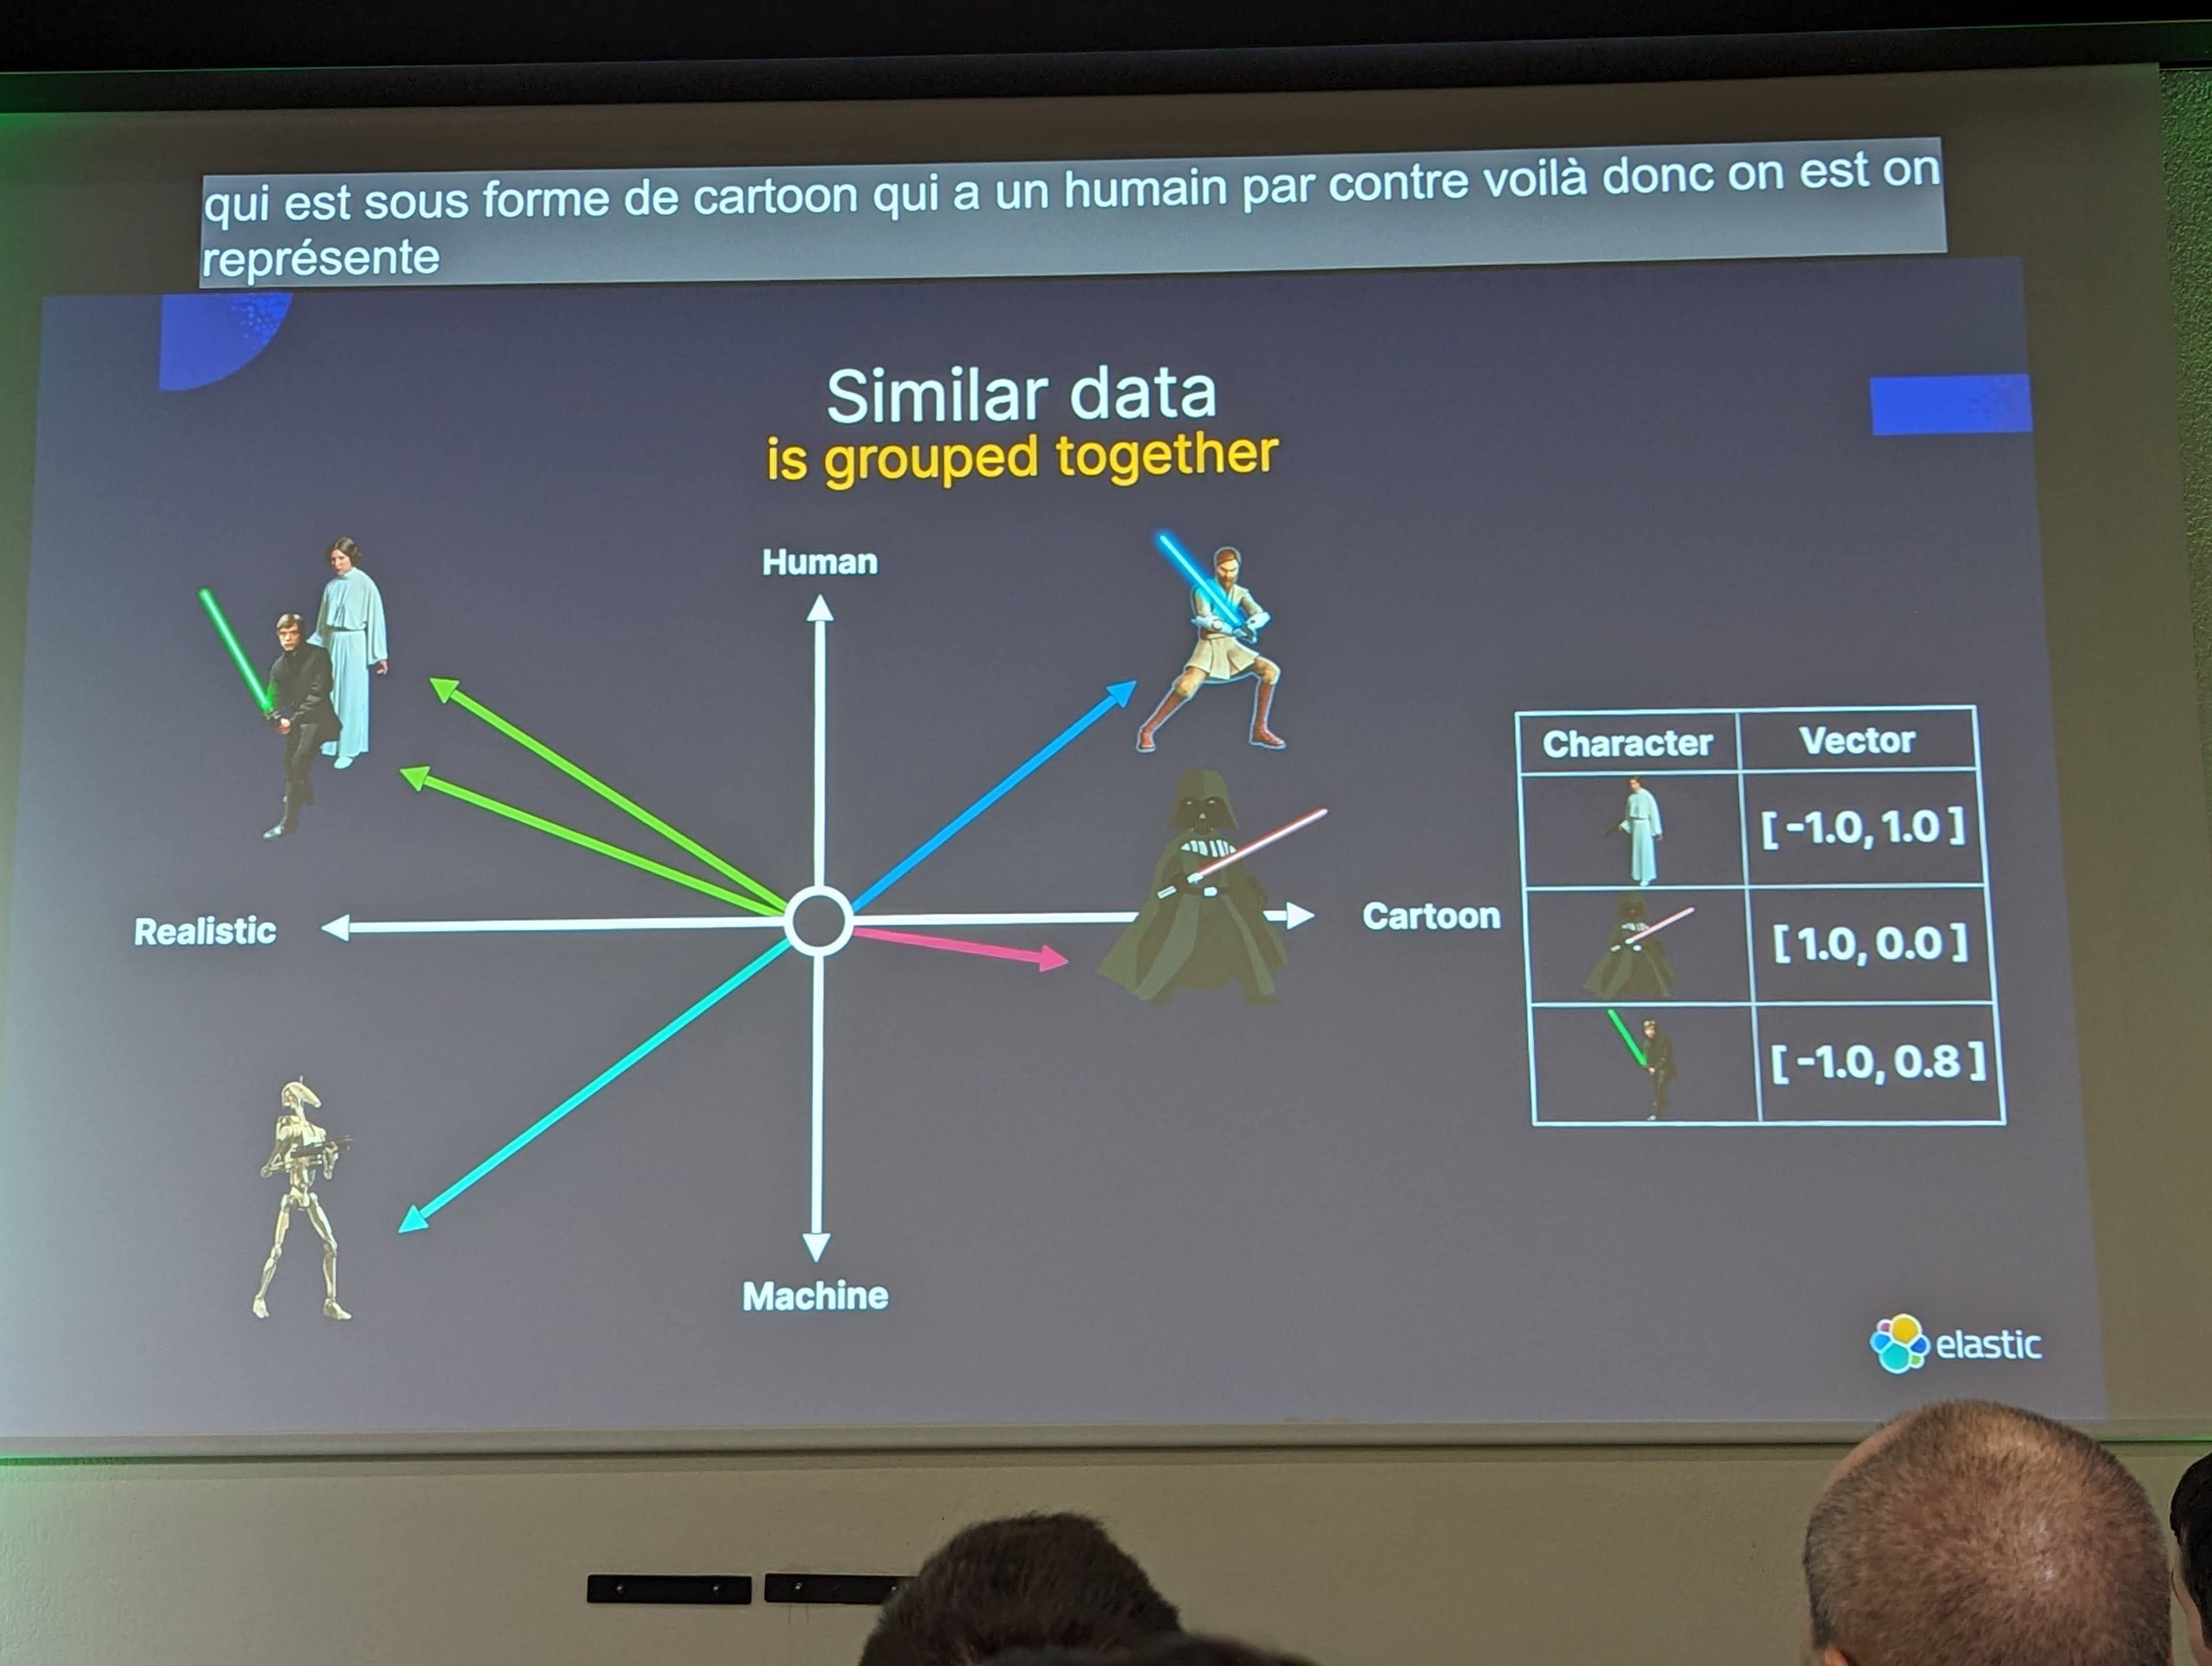 qui est sous forme de cartoon qui a un humain par contre voilà donc on est on
représente
Similar data
is grouped together
Human
Realistic
Cartoon
Machine
Character Vector
[ -1.0, 1.0 ]
[ 1.0, 0.0 ]
[ -1.0, 0.8 ]
elastic